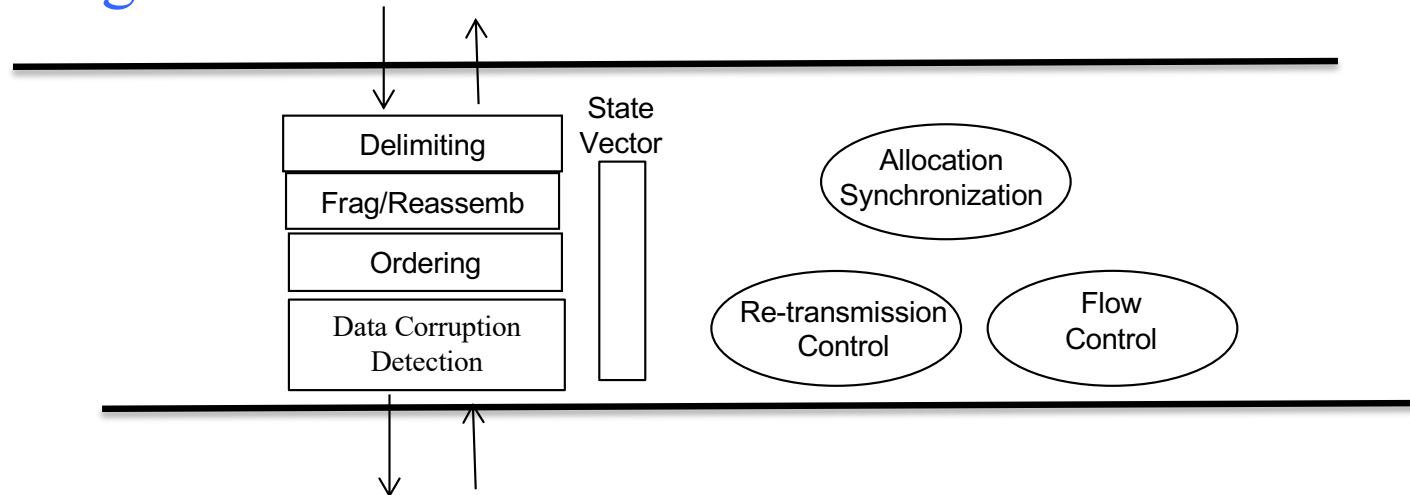 Delimiting
Frag/Reassemb
Ordering
Data Corruption
Detection
State
Vector
Allocation
Synchronization
Re-transmission
Control
Flow
Control